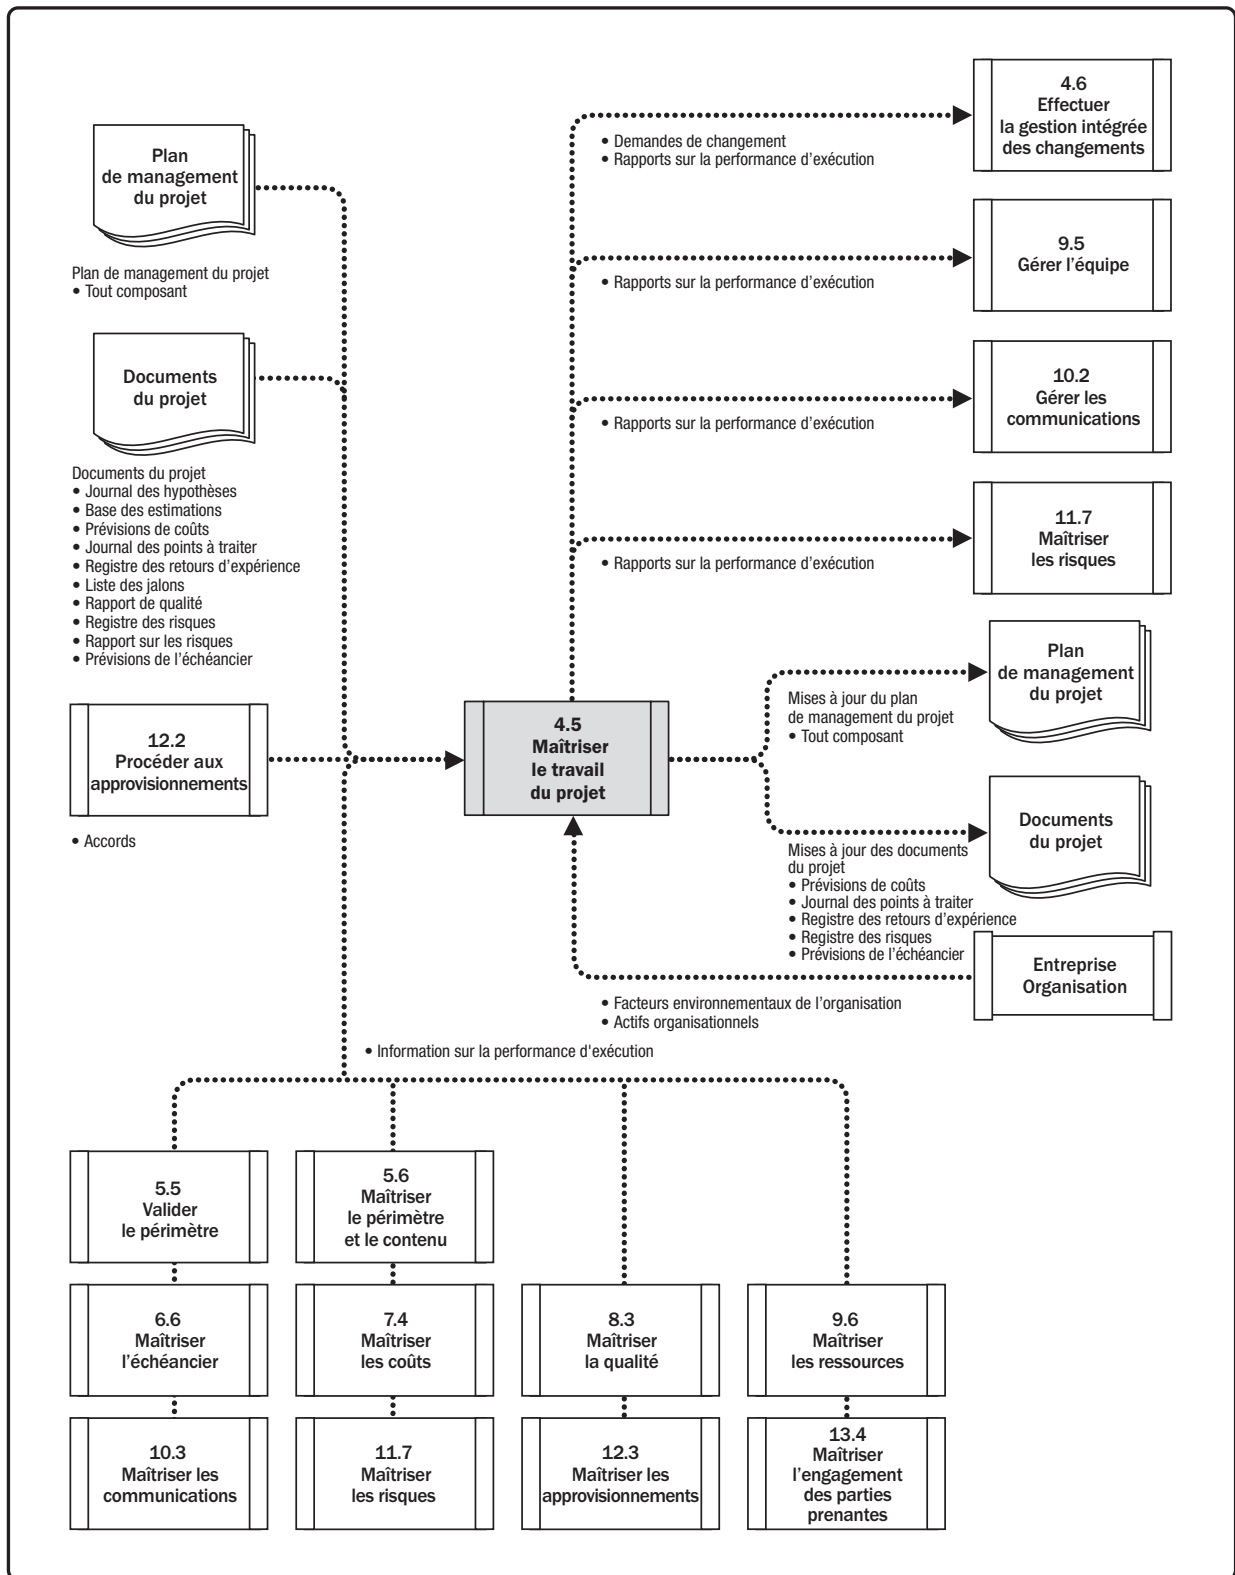 Plan
de management
du projet
Plan de management du projet
• Tout composant
Documents
du projet
Documents du projet
• Journal des hypothèses
• Base des estimations
• Prévisions de coûts
• Journal des points à traiter
• Registre des retours d'expérience
• Liste des jalons
• Rapport de qualité
• Registre des risques
• Rapport sur les risques
• Prévisions de l'échéancier
12.2
Procéder aux
approvisionnements
• Accords
4.5
Maîtriser
le travail
du projet
• Demandes de changement
• Rapports sur la performance d'exécution
4.6
Effectuer
la gestion intégrée
des changements
• Rapports sur la performance d'exécution
9.5
Gérer l'équipe
• Rapports sur la performance d'exécution
10.2
Gérer les
communications
• Rapports sur la performance d'exécution
11.7
Maîtriser
les risques
Mises à jour du plan
de management du projet
• Tout composant
Plan
de management
du projet
Mises à jour des documents
du projet
• Prévisions de coûts
• Journal des points à traiter
• Registre des retours d'expérience
• Registre des risques
• Prévisions de l'échéancier
Documents
du projet
Entreprise
Organisation
• Facteurs environnementaux de l'organisation
• Actifs organisationnels
• Information sur la performance d'exécution
5.5
Valider
le périmètre
5.6
Maîtriser
le périmètre
et le contenu
6.6
Maîtriser
l'échéancier
7.4
Maîtriser
les coûts
8.3
Maîtriser
la qualité
9.6
Maîtriser
les ressources
10.3
Maîtriser les
communications
11.7
Maîtriser
les risques
12.3
Maîtriser les
approvisionnements
13.4
Maîtriser
l'engagement
des parties
prenantes